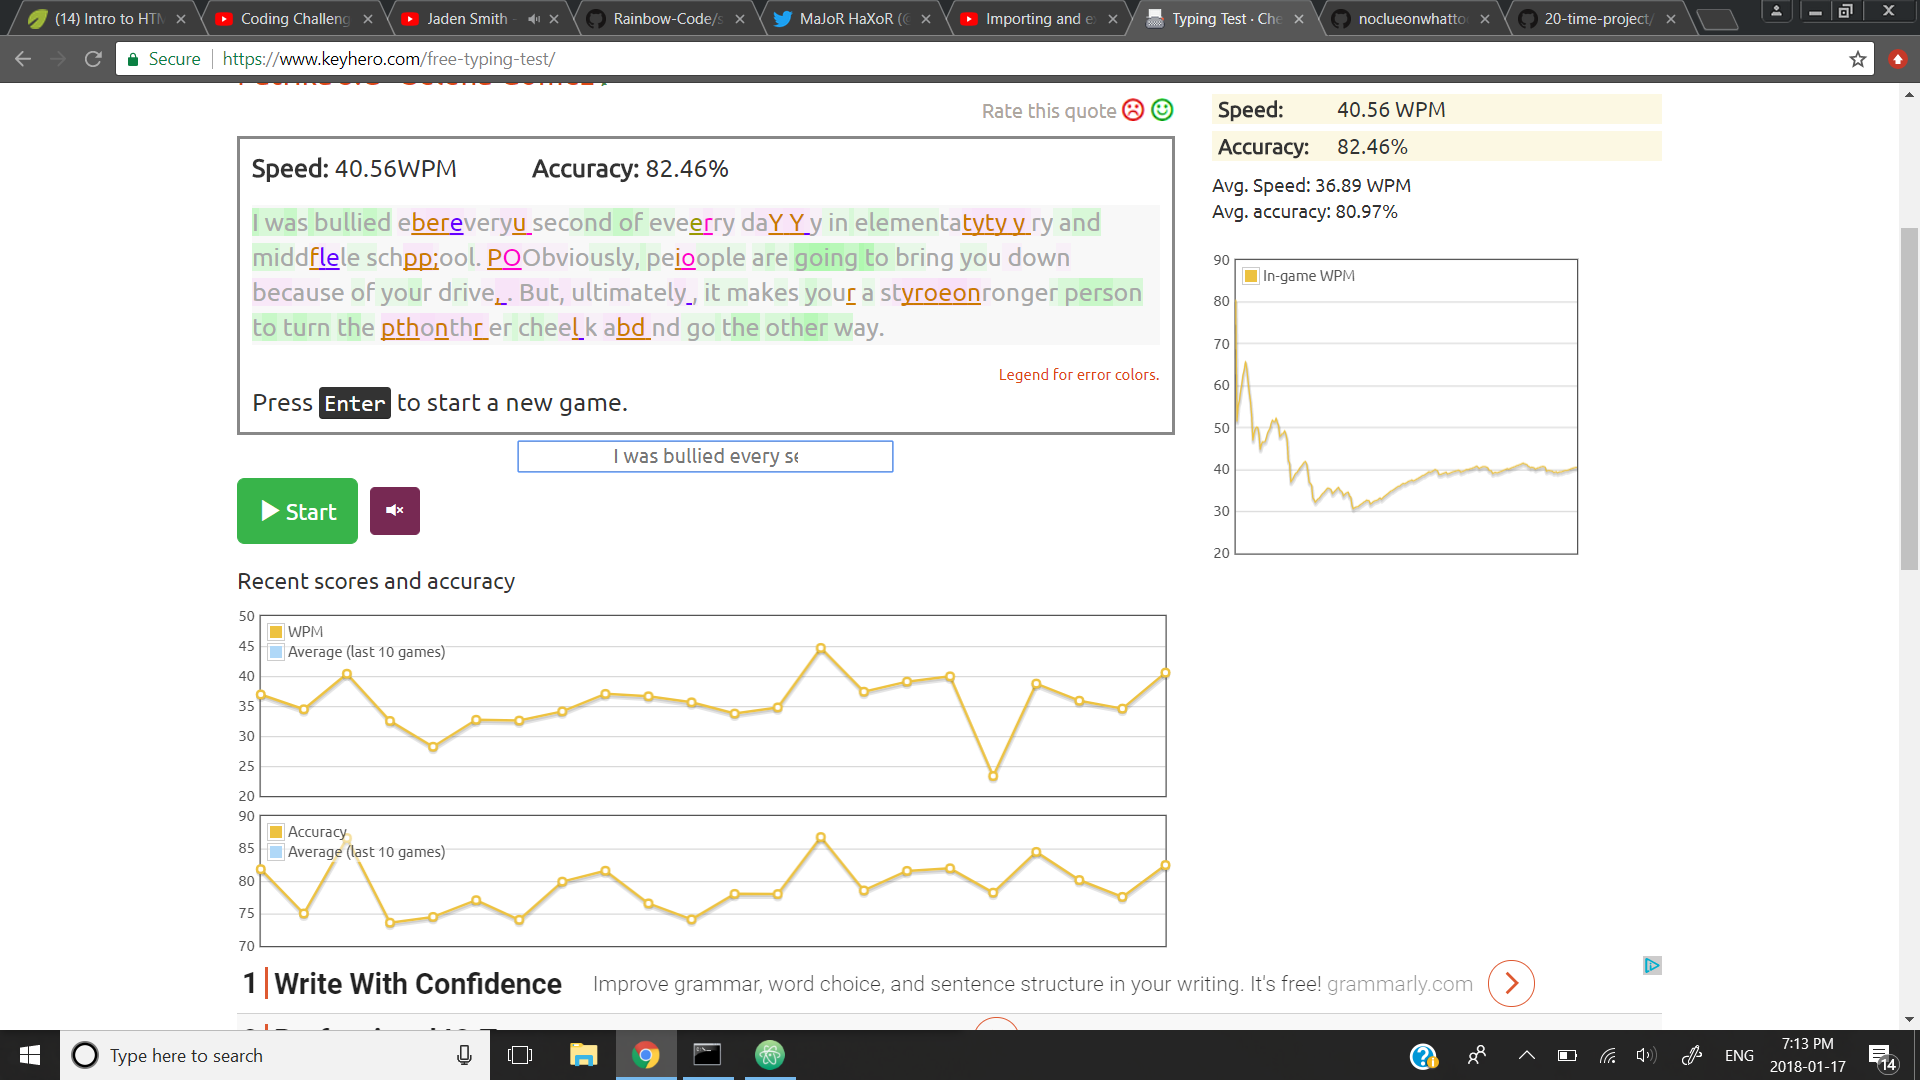 (14) Intro to HTM
Coding Challeng
Jaden Smith -
Rainbow-Code/s
MaJoR HaXoR (@
Importing and e
Typing Test · Che
noclueonwhatto
20-time-project/
Secure
https://www.keyhero.com/free-typing-test/
Rate this quote
Speed: 40.56WPM Accuracy: 82.46%
I was bullied ebereveryu second of eveerry daY Y y in elementatyty y ry and
middflele schpp;ool. POObviously, peioople are going to bring you down
because of your drive, . But, ultimately , it makes your a styroeonronger person
to turn the pthonthr er cheel k abd nd go the other way.
Legend for error colors.
Press Enter to start a new game.
I was bullied every se
Start
Speed: 40.56 WPM
Accuracy: 82.46%
Avg. Speed: 36.89 WPM
Avg. accuracy: 80.97%
90
In-game WPM
80
70
60
50
40
30
20
Recent scores and accuracy
50
WPM
45
Average (last 10 games)
40
35
30
25
20
90
Accuracy
85
Average (last 10 games)
80
75
70
1 Write With Confidence Improve grammar, word choice, and sentence structure in your writing. It's free! grammarly.com
Type here to search
ENG
7:13 PM
2018-01-17
14